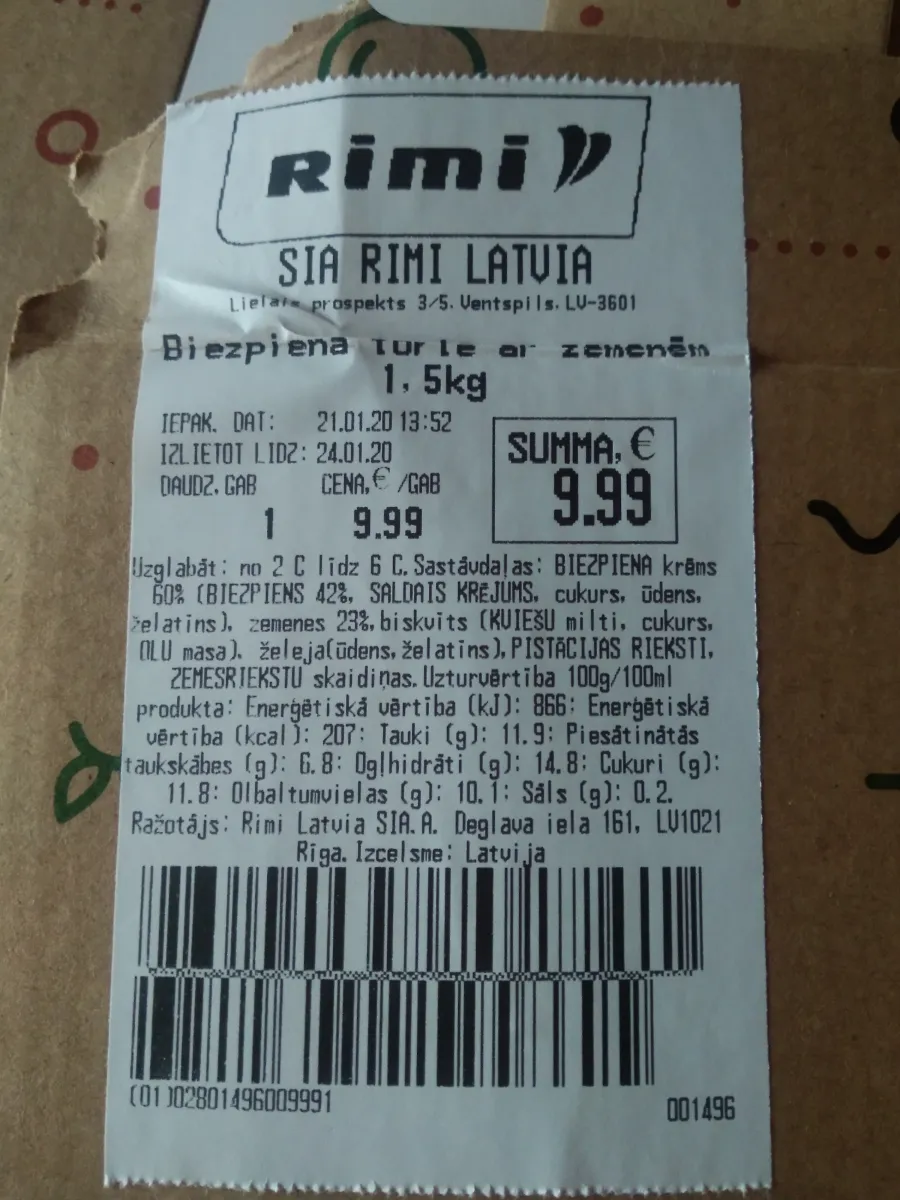 Rimi
SIA RIMI LATVIA
Lielais prospekts 3/5. Ventspils. LV-3601
Biezpiena Turte ar zemenēm
1,5kg
IEPAK. DAT: 21.01.20 13:52
IZLIETOT LIDZ: 24.01.20
DAUDZ.GAB CENA,€ /GAB
1 9.99
SUMMA, €
9.99
Uzglabāt: no 2 C līdz 6 C. Sastāvdaļas: BIEZPIENA krēms
60% (BIEZPIENS 42%, SALDAIS KRĒJUMS, cukurs, ūdens,
želatīns), zemenes 23%, biskvīts (KVIEŠU milti, cukurs,
OLU masa), želeja(ūdens, želatīns), PISTĀCIJAS RIEKSTI,
ZEMESRIEKSTU skaidiņas. Uzturvērtība 100g/100ml
produkta: Enerģētiskā vērtība (kJ): 866: Enerģētiskā
vērtība (kcal): 207: Tauki (g): 11.9: Piesātinātās
taukskābes (g): 6.8: Ogļhidrāti (g): 14.8: Cukuri (g):
11.8: Olbaltumvielas (g): 10.1: Sāls (g): 0.2.
Ražotājs: Rimi Latvia SIA. A. Deglava iela 161, LV1021
Rīga. Izcelsme: Latvija
(01)02801496009991
001496